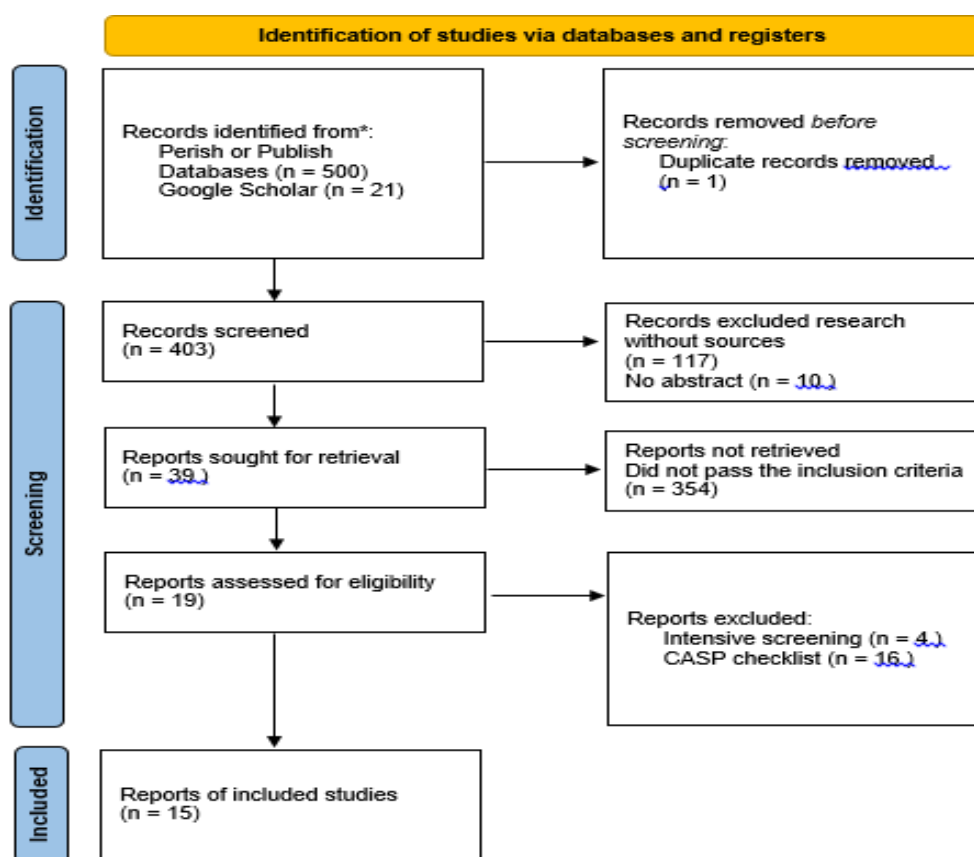 Identification of studies via databases and registers
Identification
Records identified from*:
Perish or Publish
Databases (n = 500)
Google Scholar (n = 21)
Records removed before
screening:
Duplicate records removed
(n = 1)
Screening
Records screened
(n = 403)
Records excluded research
without sources
(n = 117)
No abstract (n = 10 )
Reports sought for retrieval
(n = 39 )
Reports not retrieved
Did not pass the inclusion criteria
(n = 354)
Reports assessed for eligibility
(n = 19)
Reports excluded:
Intensive screening (n = 4 )
CASP checklist (n = 16 )
Included
Reports of included studies
(n = 15)